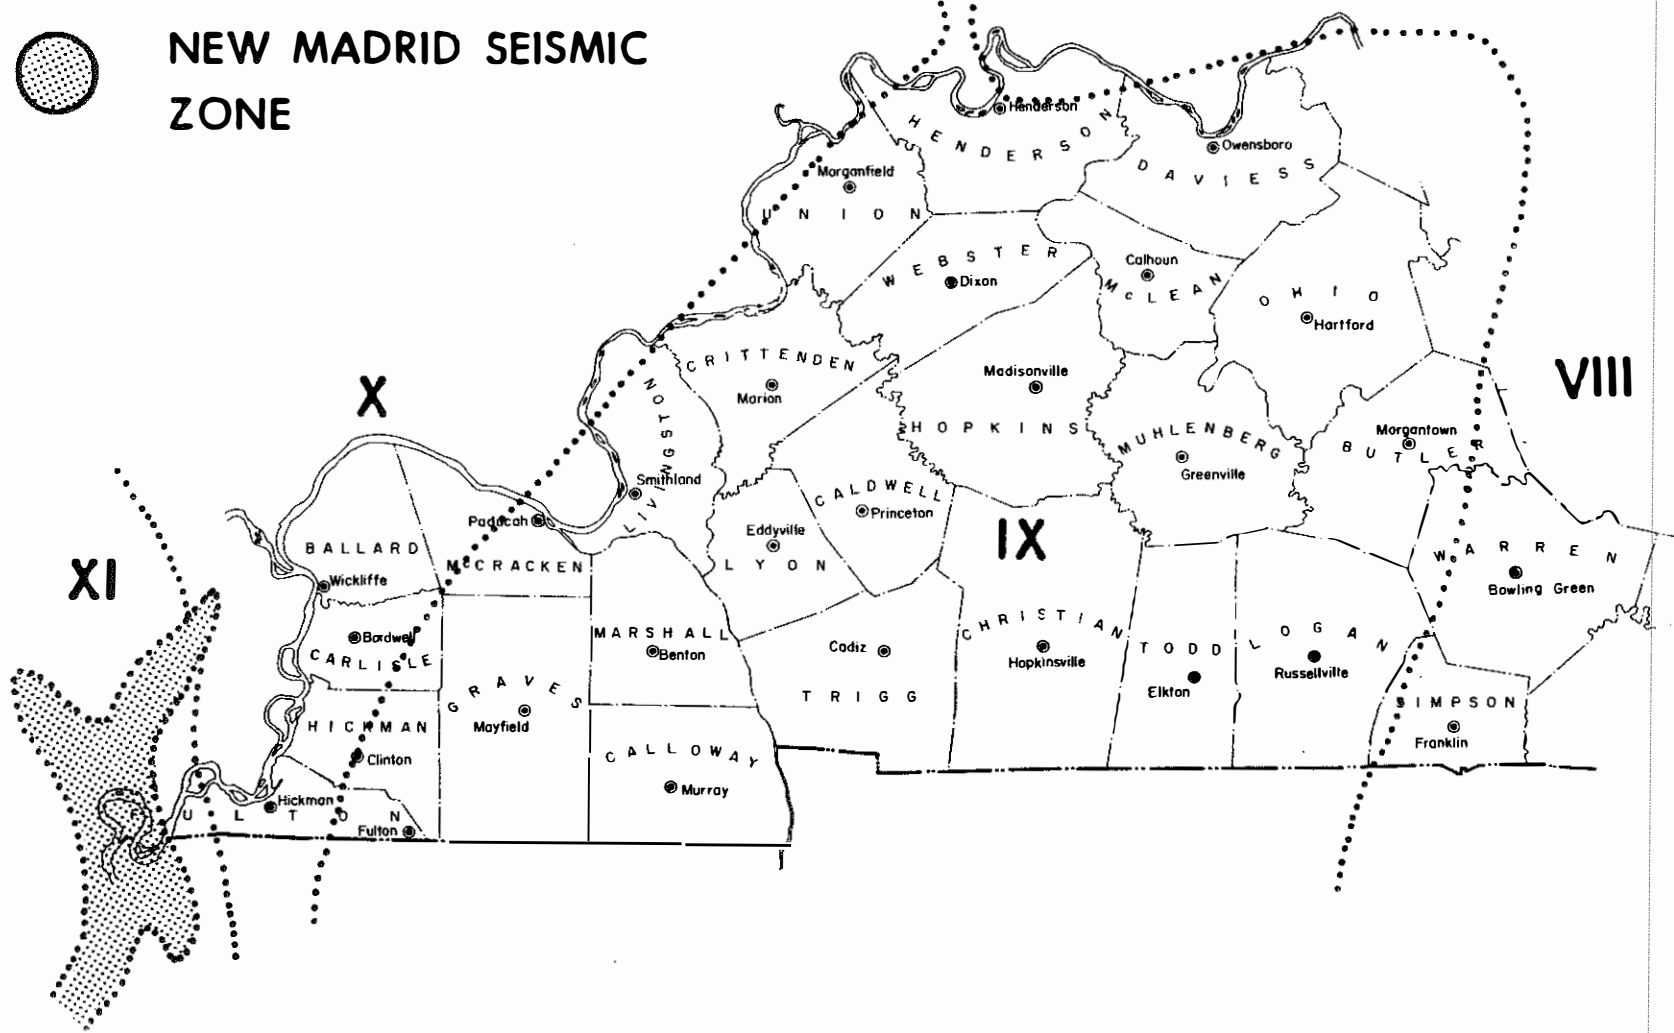 NEW MADRID SEISMIC
ZONE
Henderson
HENDERSON
Owensboro
DAVIESS
Morganfield
UNION
WEBSTER
Dixon
Calhoun
McLEAN
OHIO
Hartford
CRITTENDEN
Marion
Madisonville
HOPKINS
MUHLENBERG
Greenville
Morgantown
BUTLER
VIII
X
LIVINGSTON
Smithland
Paducah
McCRACKEN
BALLARD
Wickliffe
CALDWELL
Princeton
Eddyville
LYON
IX
WARREN
Bowling Green
XI
Bardwell
CARLISLE
MARSHALL
Benton
Cadiz
TRIGG
CHRISTIAN
Hopkinsville
TODD
Elkton
LOGAN
Russellville
SIMPSON
Franklin
GRAVES
Mayfield
HICKMAN
Clinton
CALLOWAY
Murray
Hickman
FULTON
Fulton